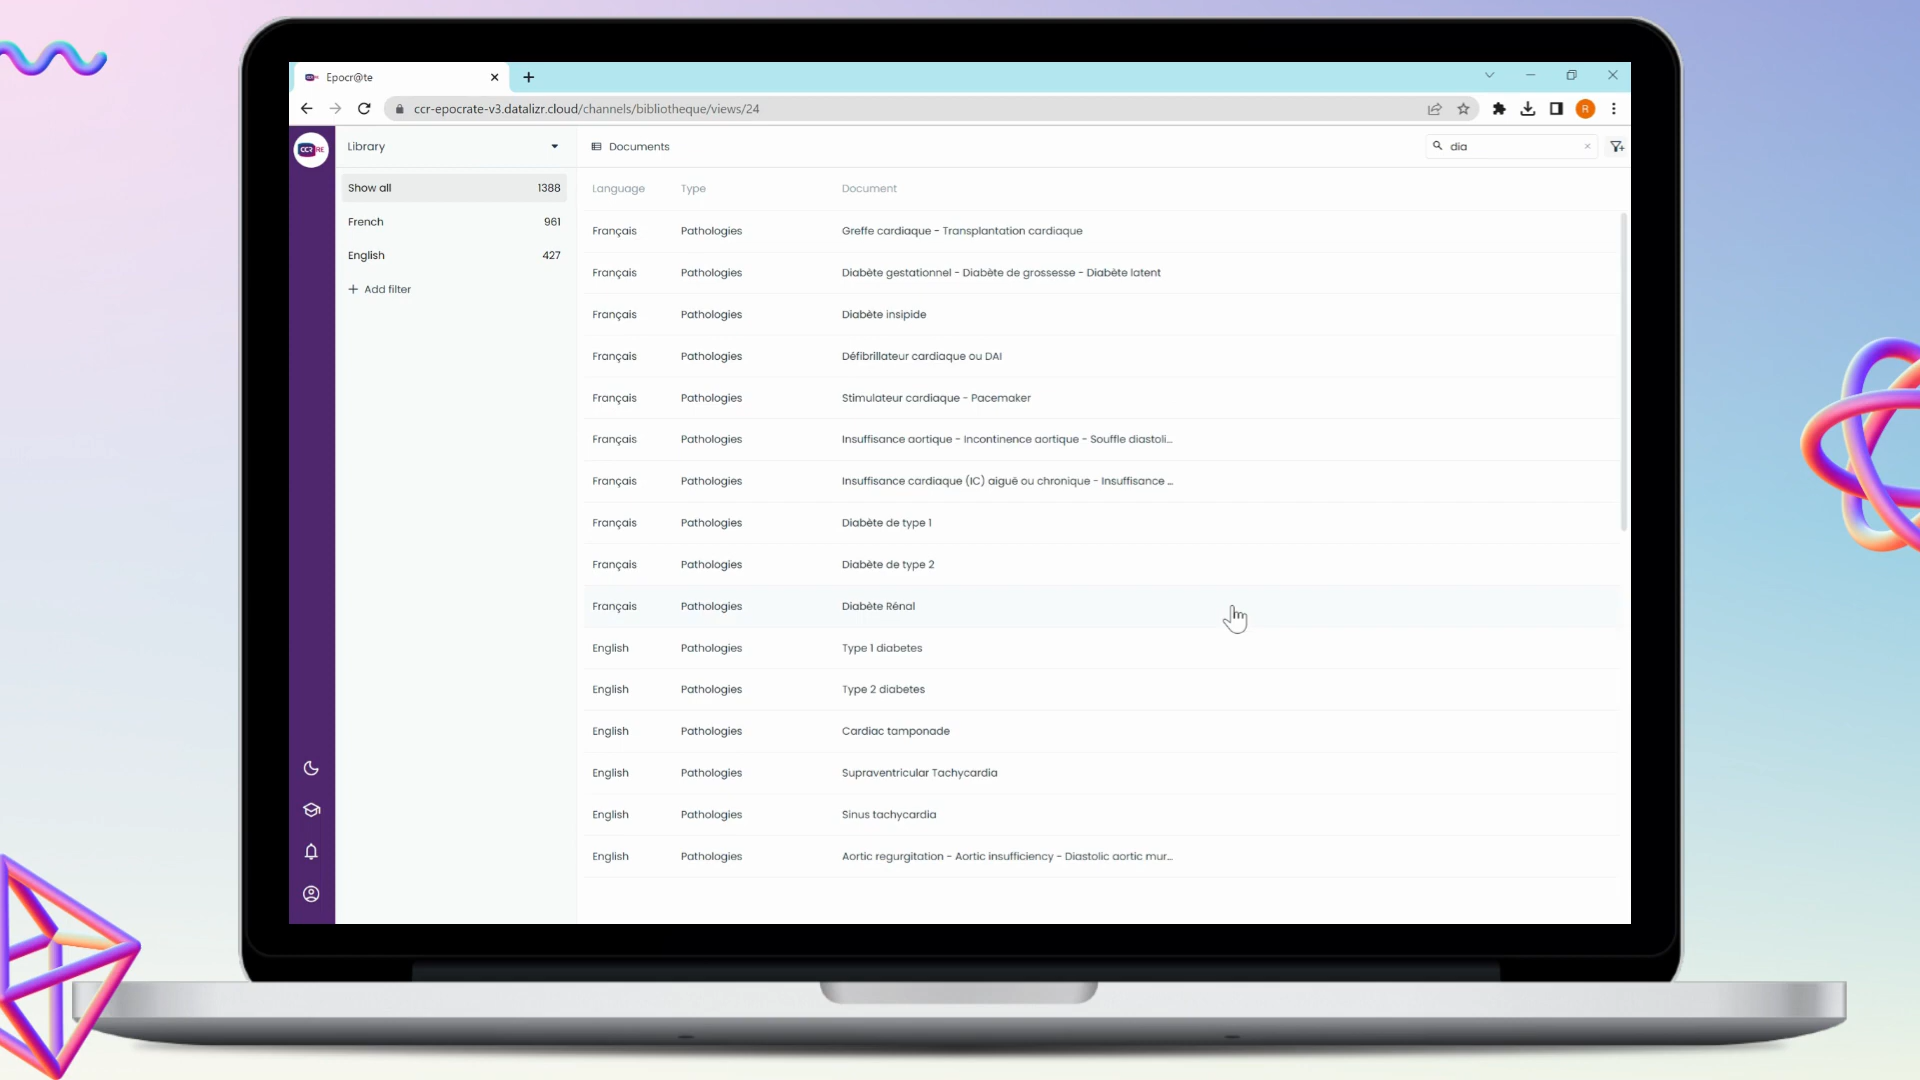 Epocr@te
ccr-epocrate-v3.datalizr.cloud/channels/bibliotheque/views/24
R
CCR RE
Library
Documents
dia
Show all 1388
French 961
English 427
Add filter
Language Type Document
Français Pathologies Greffe cardiaque - Transplantation cardiaque
Français Pathologies Diabète gestationnel - Diabète de grossesse - Diabète latent
Français Pathologies Diabète insipide
Français Pathologies Défibrillateur cardiaque ou DAI
Français Pathologies Stimulateur cardiaque - Pacemaker
Français Pathologies Insuffisance aortique - Incontinence aortique - Souffle diastoli...
Français Pathologies Insuffisance cardiaque (IC) aiguë ou chronique - Insuffisance ...
Français Pathologies Diabète de type 1
Français Pathologies Diabète de type 2
Français Pathologies Diabète Rénal
English Pathologies Type 1 diabetes
English Pathologies Type 2 diabetes
English Pathologies Cardiac tamponade
English Pathologies Supraventricular Tachycardia
English Pathologies Sinus tachycardia
English Pathologies Aortic regurgitation - Aortic insufficiency - Diastolic aortic mur...